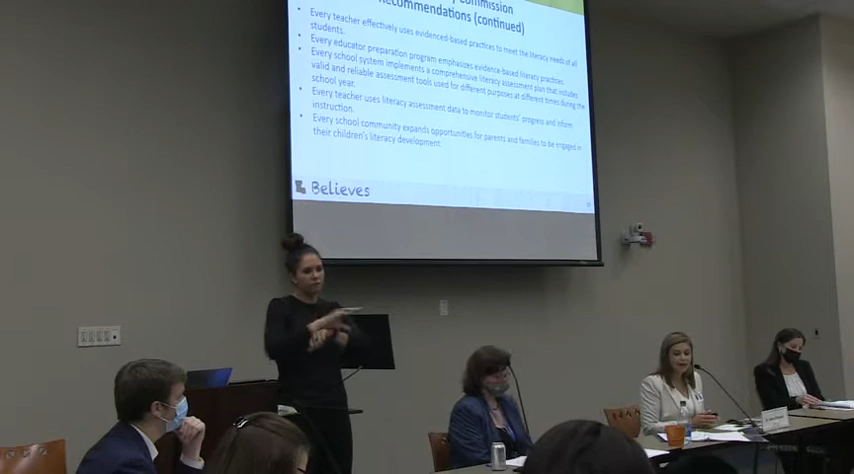 Commission
Recommendations (continued)
• Every teacher effectively uses evidenced-based practices to meet the literacy needs of all
students.
• Every educator preparation program emphasizes evidence-based literacy practices.
• Every school system implements a comprehensive literacy assessment plan that includes
valid and reliable assessment tools used for different purposes at different times during the
school year.
• Every teacher uses literacy assessment data to monitor students' progress and inform
instruction.
• Every school community expands opportunities for parents and families to be engaged in
their children's literacy development.
Believes